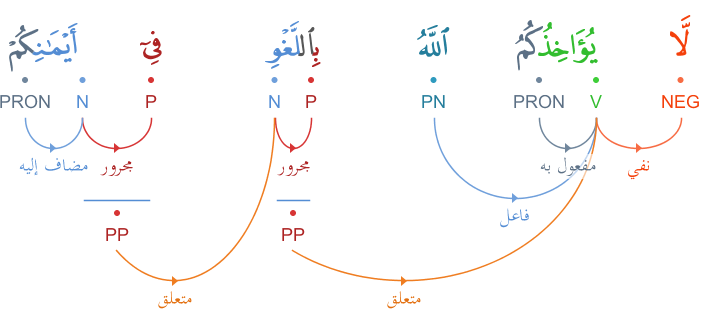 لَّا يُؤَاخِذُكُمُ ٱللَّهُ بِٱللَّغْوِ فِىٓ أَيْمَـٰنِكُمْ
NEG V PRON PN P N P N PRON
نفي مفعول به مجرور مجرور مضاف إليه
فاعل
PP PP
متعلق متعلق